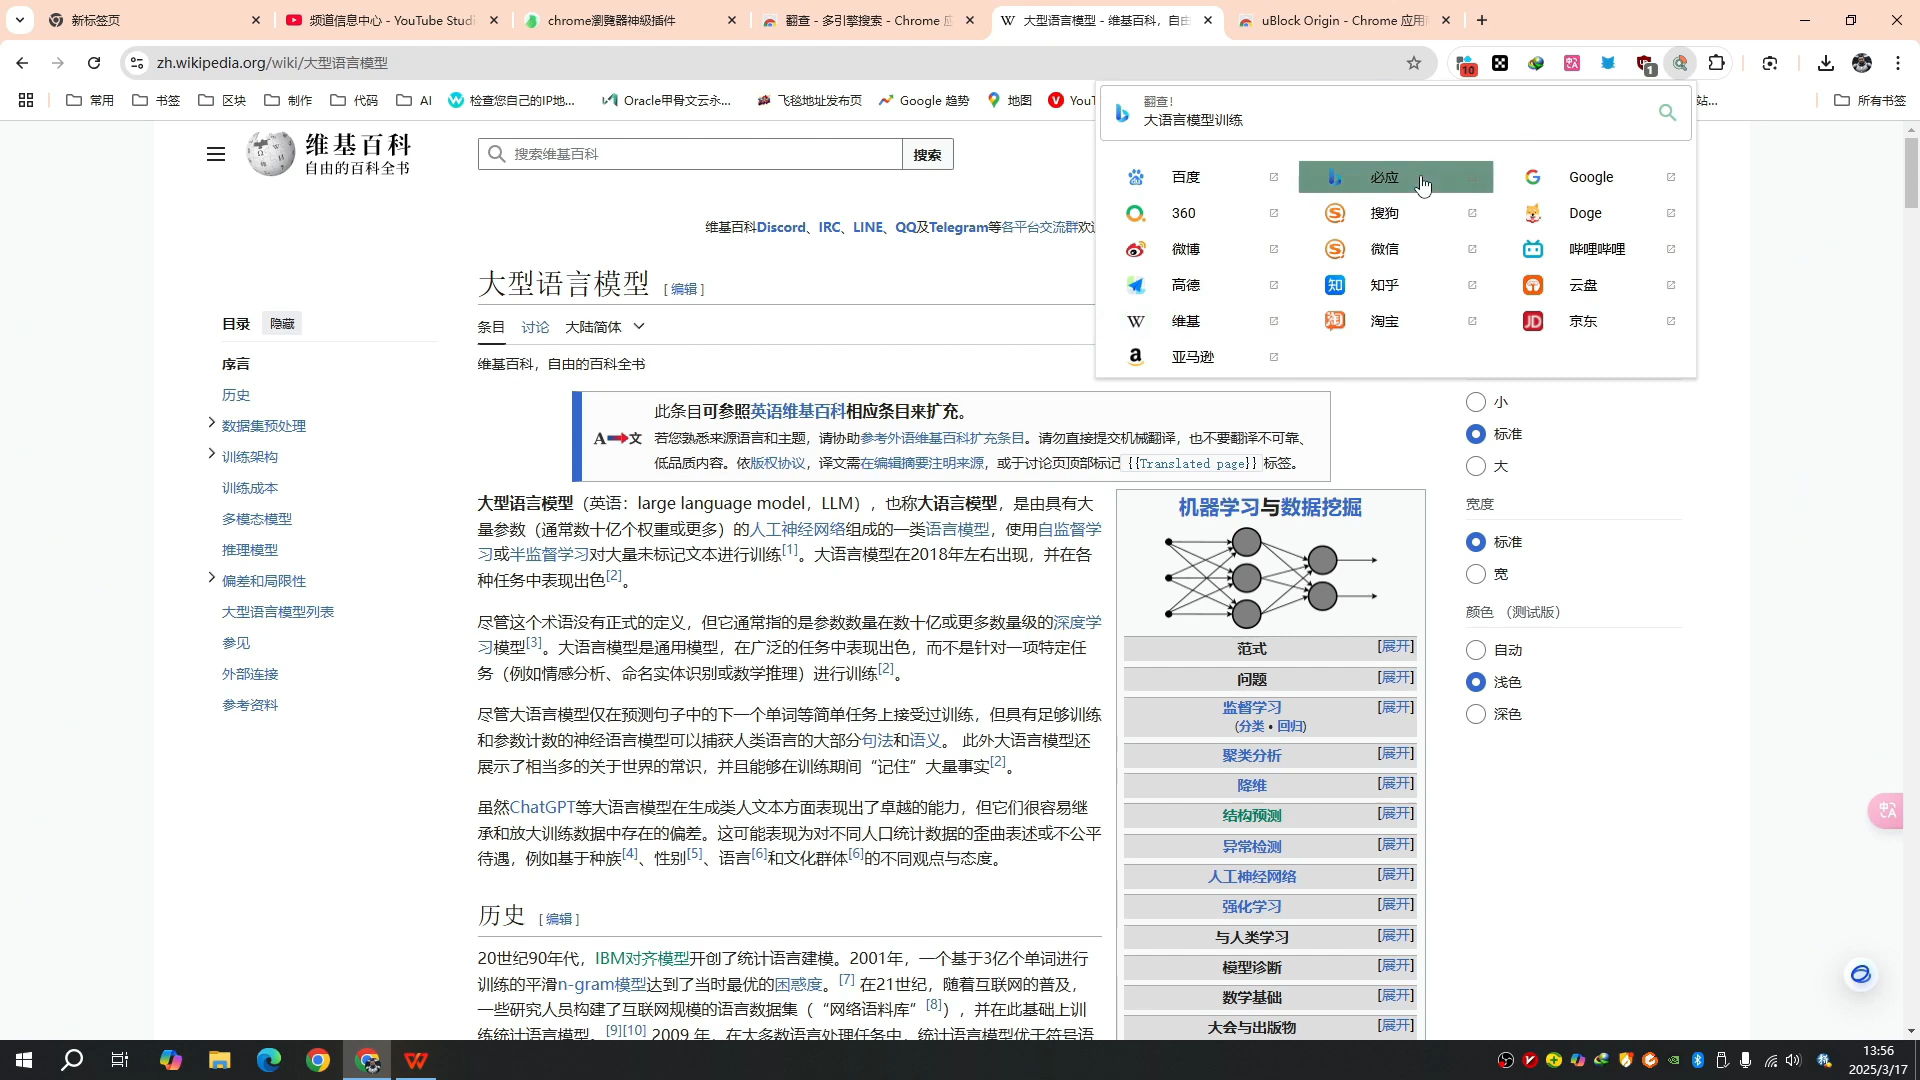 新标签页
频道信息中心 - YouTube Studi
chrome瀏覽器神級插件
翻查 - 多引擎搜索 - Chrome 应
大型语言模型 - 维基百科，自由
uBlock Origin - Chrome 应用
zh.wikipedia.org/wiki/大型语言模型
10
1
常用
书签
区块
制作
代码
AI
检查您自己的IP地...
Oracle甲骨文云永...
飞毯地址发布页
Google 趋势
地图
YouT
站...
所有书签
翻查！
大语言模型训练
百度
必应
Google
360
搜狗
Doge
微博
微信
哔哩哔哩
高德
知乎
云盘
维基
淘宝
京东
亚马逊
维基百科
自由的百科全书
搜索维基百科
搜索
维基百科Discord、IRC、LINE、QQ及Telegram等各平台交流群欢迎
大型语言模型 [编辑]
目录
隐藏
序言
历史
数据集预处理
训练架构
训练成本
多模态模型
推理模型
偏差和局限性
大型语言模型列表
参见
外部连接
参考资料
条目 讨论 大陆简体
维基百科，自由的百科全书
此条目可参照英语维基百科相应条目来扩充。
若您熟悉来源语言和主题，请协助参考外语维基百科扩充条目。请勿直接提交机械翻译，也不要翻译不可靠、
低品质内容。依版权协议，译文需在编辑摘要注明来源，或于讨论页顶部标记{{Translated page}}标签。
大型语言模型（英语：large language model，LLM），也称大语言模型，是由具有大
量参数（通常数十亿个权重或更多）的人工神经网络组成的一类语言模型，使用自监督学
习或半监督学习对大量未标记文本进行训练[1]。大语言模型在2018年左右出现，并在各
种任务中表现出色[2]。
尽管这个术语没有正式的定义，但它通常指的是参数数量在数十亿或更多数量级的深度学
习模型[3]。大语言模型是通用模型，在广泛的任务中表现出色，而不是针对一项特定任
务（例如情感分析、命名实体识别或数学推理）进行训练[2]。
尽管大语言模型仅在预测句子中的下一个单词等简单任务上接受过训练，但具有足够训练
和参数计数的神经语言模型可以捕获人类语言的大部分句法和语义。 此外大语言模型还
展示了相当多的关于世界的常识，并且能够在训练期间“记住”大量事实[2]。
虽然ChatGPT等大语言模型在生成类人文本方面表现出了卓越的能力，但它们很容易继
承和放大训练数据中存在的偏差。这可能表现为对不同人口统计数据的歪曲表述或不公平
待遇，例如基于种族[4]、性别[5]、语言[6]和文化群体[6]的不同观点与态度。
历史 [编辑]
20世纪90年代，IBM对齐模型开创了统计语言建模。2001年，一个基于3亿个单词进行
训练的平滑n-gram模型达到了当时最优的困惑度。[7] 在21世纪，随着互联网的普及，
一些研究人员构建了互联网规模的语言数据集（“网络语料库”[8]），并在此基础上训
练统计语言模型。[9][10] 2009 年，在大多数语言处理任务中，统计语言模型优于符号语
机器学习与数据挖掘
范式 [展开]
问题 [展开]
监督学习 [展开]
(分类 • 回归)
聚类分析 [展开]
降维 [展开]
结构预测 [展开]
异常检测 [展开]
人工神经网络 [展开]
强化学习 [展开]
与人类学习 [展开]
模型诊断 [展开]
数学基础 [展开]
大会与出版物 [展开]
小
标准
大
宽度
标准
宽
颜色 （测试版）
自动
浅色
深色
13:56
2025/3/17